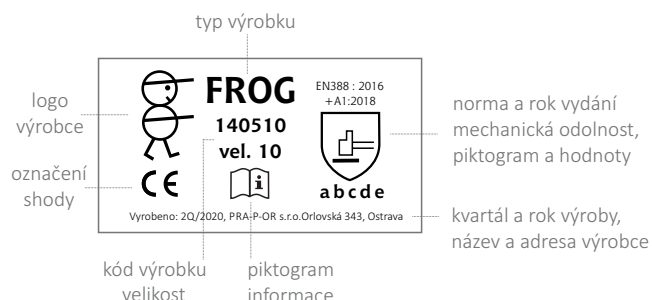 typ výrobku
FROG
140510
vel. 10
EN388 : 2016
+A1:2018
i
abcde
CE
Vyrobeno: 2Q/2020, PRA-P-OR s.r.o.Orlovská 343, Ostrava
logo
výrobce
označení
shody
norma a rok vydání
mechanická odolnost,
piktogram a hodnoty
kvartál a rok výroby,
název a adresa výrobce
kód výrobku
velikost
piktogram
informace